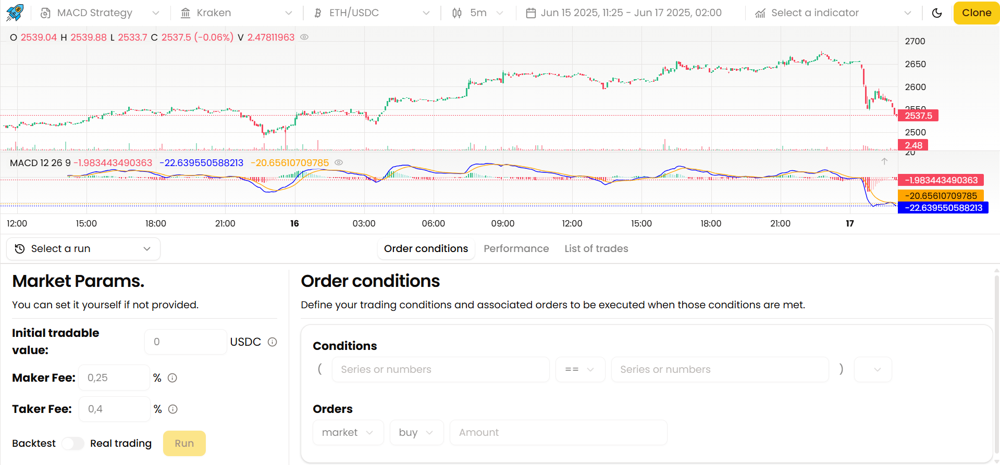 MACD Strategy Kraken ETH/USDC 5m Jun 15 2025, 11:25 - Jun 17 2025, 02:00 Select a indicator Clone
O 2539.04 H 2539.88 L 2533.7 C 2537.5 (-0.06%) V 2.47811963
2700
2650
2600
2550
2537.5
2500
2.48
20
MACD 12 26 9 -1.983443490363 -22.639550588213 -20.65610709785
-1.983443490363
-20.65610709785
-22.639550588213
12:00 15:00 18:00 21:00 16 03:00 06:00 09:00 12:00 15:00 18:00 21:00 17
Select a run Order conditions Performance List of trades
Market Params.
You can set it yourself if not provided.
Initial tradable value: 0 USDC
Maker Fee: 0,25 %
Taker Fee: 0,4 %
Backtest Real trading Run
Order conditions
Define your trading conditions and associated orders to be executed when those conditions are met.
Conditions
( Series or numbers == Series or numbers )
Orders
market buy Amount